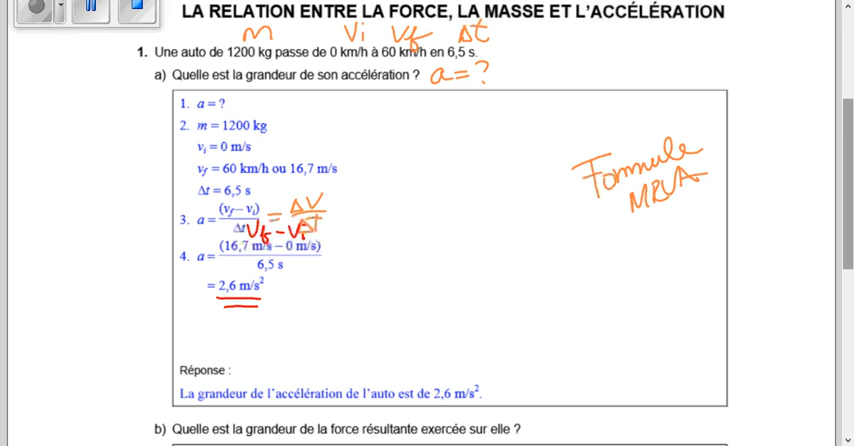 LA RELATION ENTRE LA FORCE, LA MASSE ET L'ACCÉLÉRATION
m Vi Vf Δt
1. Une auto de 1200 kg passe de 0 km/h à 60 km/h en 6,5 s.
a) Quelle est la grandeur de son accélération ? a = ?
1. a = ?
2. m = 1200 kg
vi = 0 m/s
vf = 60 km/h ou 16,7 m/s
Δt = 6,5 s
3. a = (vf – vi) / Δt = ΔV / Δt
Vf - Vi
4. a = (16,7 m/s – 0 m/s) / 6,5 s
= 2,6 m/s²
Formule
MRUA
Réponse :
La grandeur de l'accélération de l'auto est de 2,6 m/s².
b) Quelle est la grandeur de la force résultante exercée sur elle ?